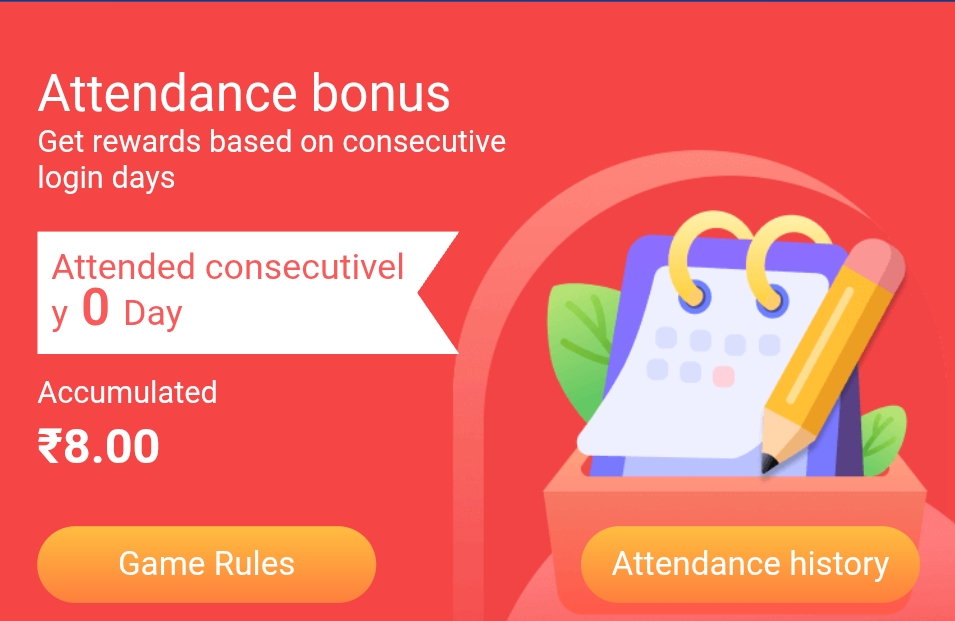 Attendance bonus
Get rewards based on consecutive
login days
Attended consecutivel
y 0 Day
Accumulated
₹8.00
Game Rules
Attendance history